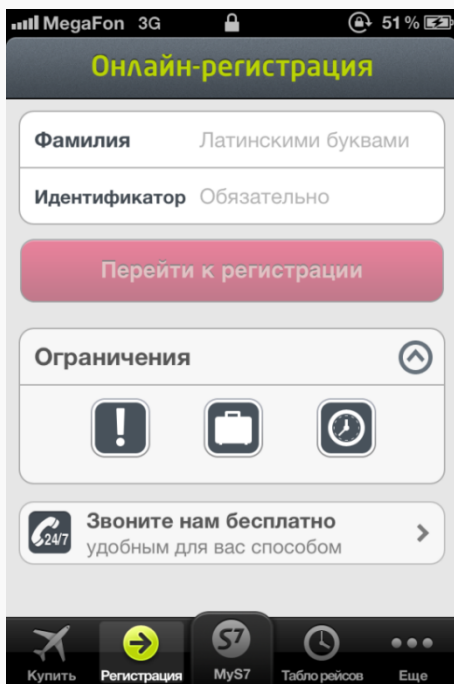 MegaFon 3G 51 %
Онлайн-регистрация
Фамилия Латинскими буквами
Идентификатор Обязательно
Перейти к регистрации
Ограничения
!
24/7
Звоните нам бесплатно
удобным для вас способом
S7
Купить Регистрация MyS7 Табло рейсов Еще